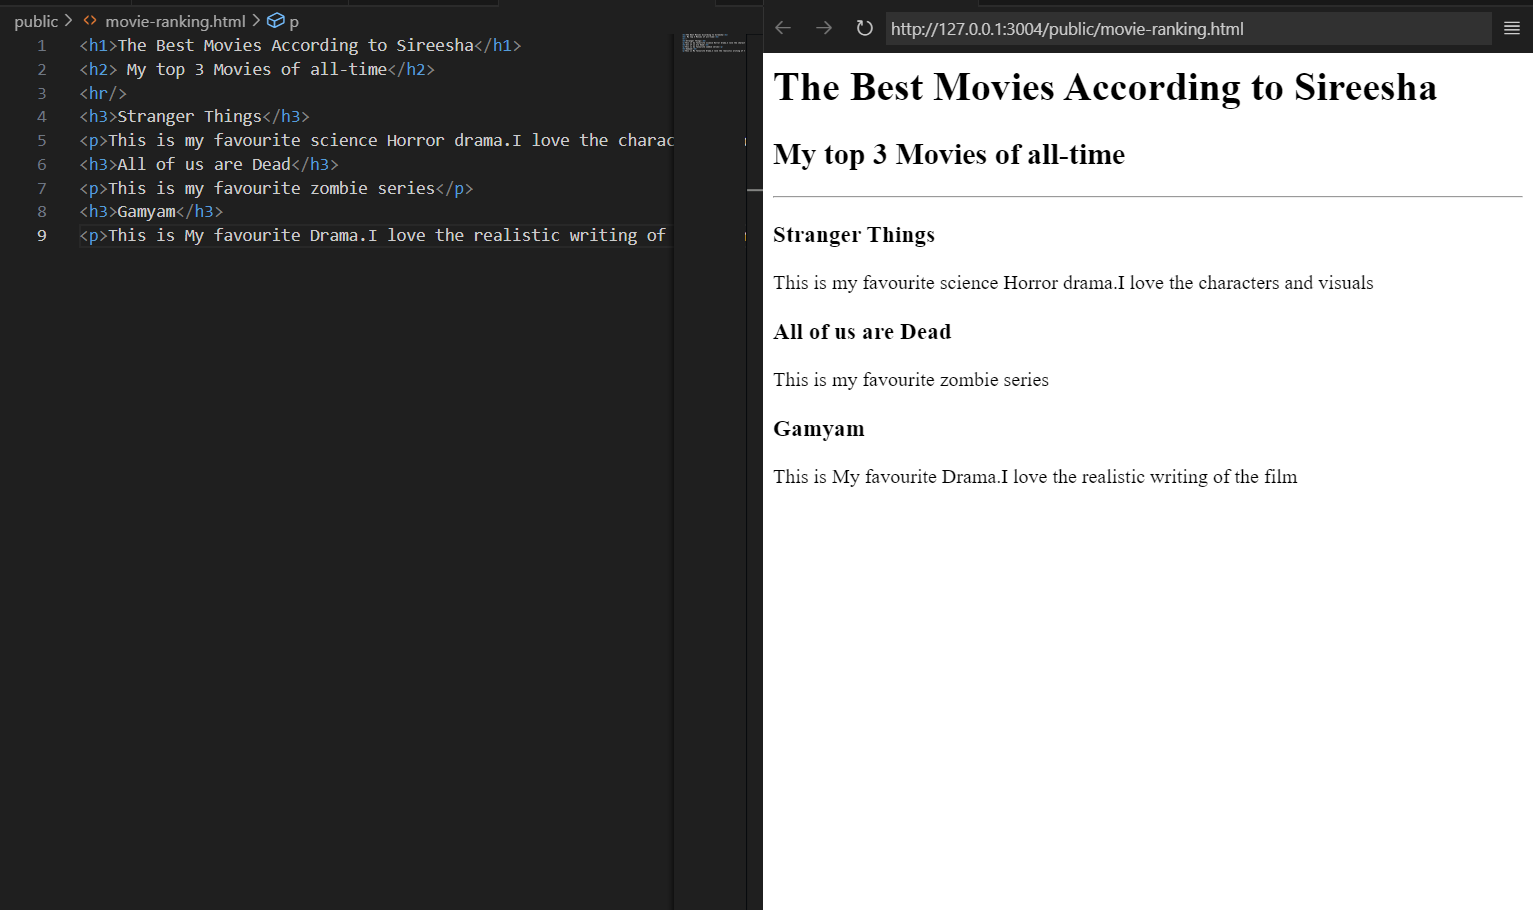 public > movie-ranking.html > p
1 <h1>The Best Movies According to Sireesha</h1>
2 <h2> My top 3 Movies of all-time</h2>
3 <hr/>
4 <h3>Stranger Things</h3>
5 <p>This is my favourite science Horror drama.I love the charac
6 <h3>All of us are Dead</h3>
7 <p>This is my favourite zombie series</p>
8 <h3>Gamyam</h3>
9 <p>This is My favourite Drama.I love the realistic writing of
http://127.0.0.1:3004/public/movie-ranking.html
The Best Movies According to Sireesha
My top 3 Movies of all-time
Stranger Things
This is my favourite science Horror drama.I love the characters and visuals
All of us are Dead
This is my favourite zombie series
Gamyam
This is My favourite Drama.I love the realistic writing of the film